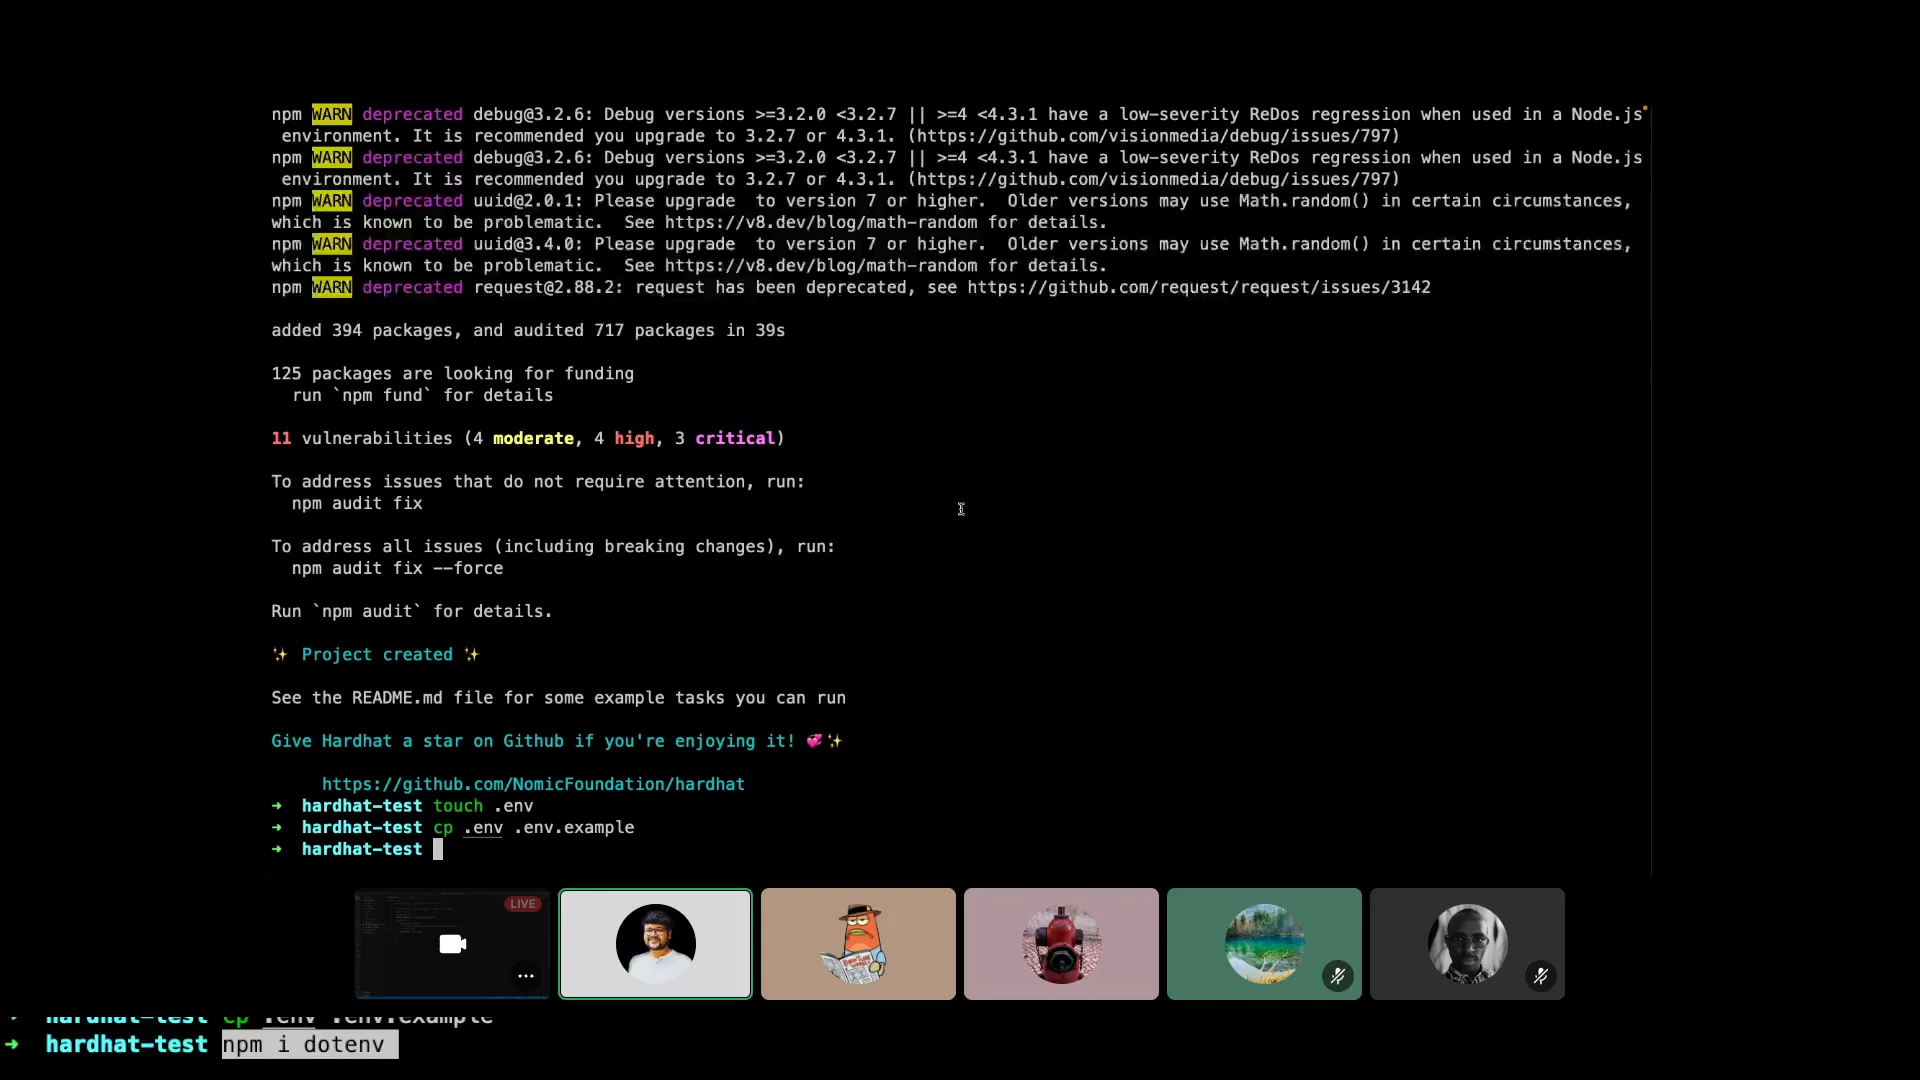 npm WARN deprecated debug@3.2.6: Debug versions >=3.2.0 <3.2.7 || >=4 <4.3.1 have a low-severity ReDos regression when used in a Node.js
environment. It is recommended you upgrade to 3.2.7 or 4.3.1. (https://github.com/visionmedia/debug/issues/797)
npm WARN deprecated debug@3.2.6: Debug versions >=3.2.0 <3.2.7 || >=4 <4.3.1 have a low-severity ReDos regression when used in a Node.js
environment. It is recommended you upgrade to 3.2.7 or 4.3.1. (https://github.com/visionmedia/debug/issues/797)
npm WARN deprecated uuid@2.0.1: Please upgrade  to version 7 or higher.  Older versions may use Math.random() in certain circumstances,
which is known to be problematic.  See https://v8.dev/blog/math-random for details.
npm WARN deprecated uuid@3.4.0: Please upgrade  to version 7 or higher.  Older versions may use Math.random() in certain circumstances,
which is known to be problematic.  See https://v8.dev/blog/math-random for details.
npm WARN deprecated request@2.88.2: request has been deprecated, see https://github.com/request/request/issues/3142
added 394 packages, and audited 717 packages in 39s
125 packages are looking for funding
run `npm fund` for details
11 vulnerabilities (4 moderate, 4 high, 3 critical)
To address issues that do not require attention, run:
npm audit fix
To address all issues (including breaking changes), run:
npm audit fix --force
Run `npm audit` for details.
✨ Project created ✨
See the README.md file for some example tasks you can run
Give Hardhat a star on Github if you're enjoying it! 💞✨
https://github.com/NomicFoundation/hardhat
➜ hardhat-test touch .env
➜ hardhat-test cp .env .env.example
➜ hardhat-test
LIVE
hardhat-test cp .env .env.example
➜ hardhat-test npm i dotenv